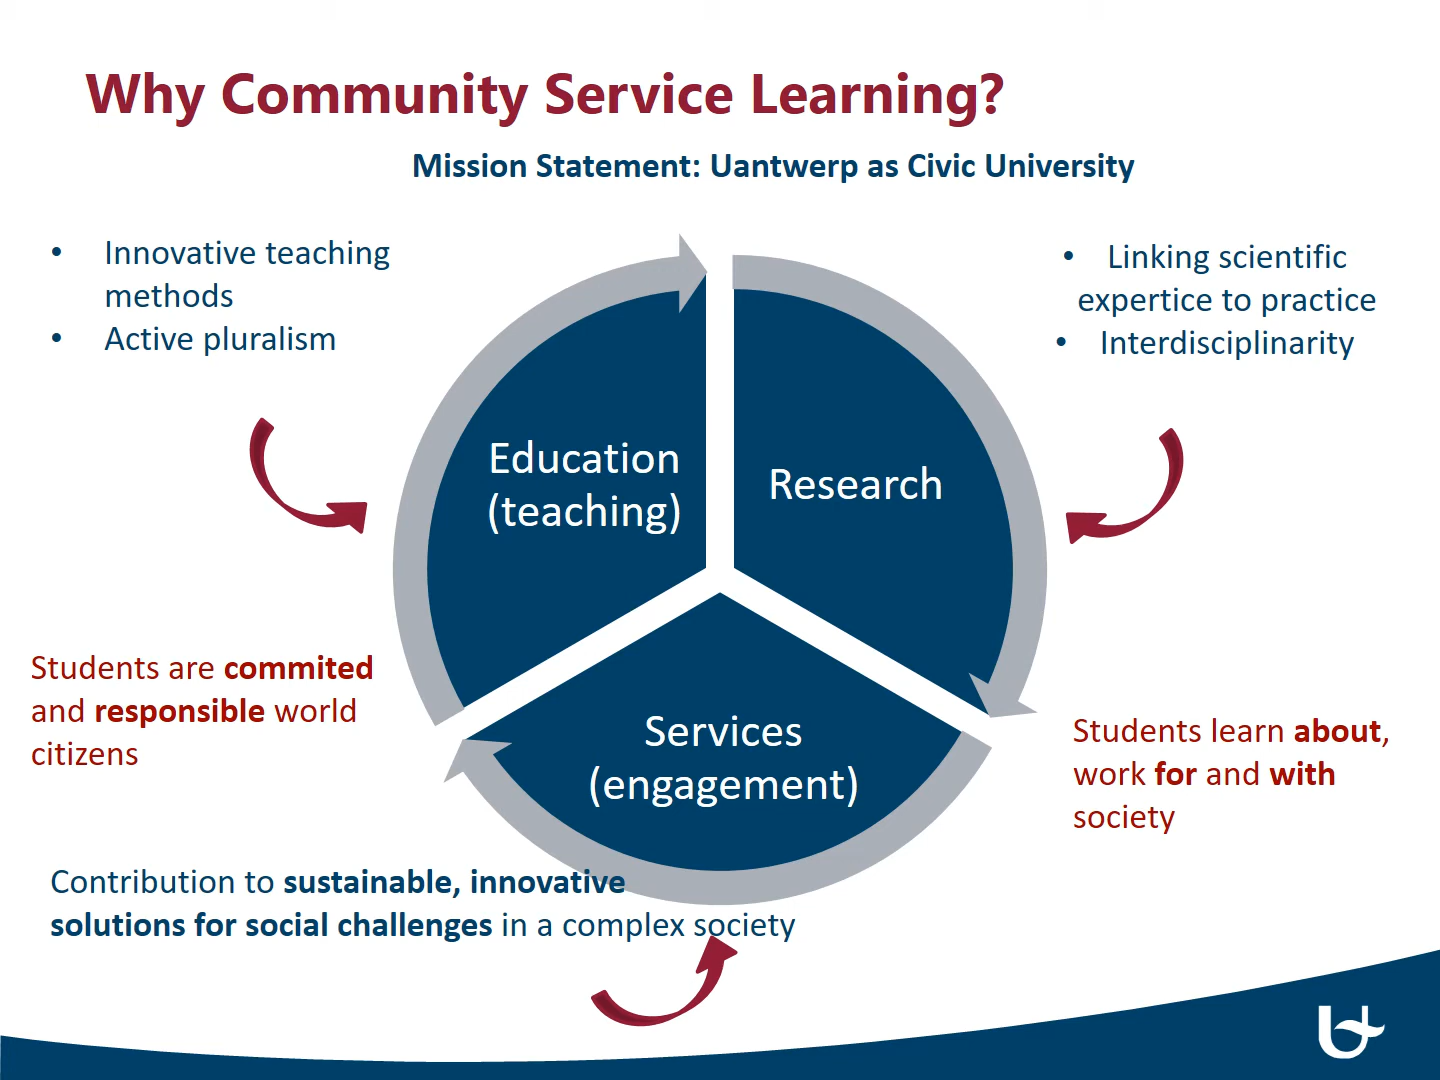 Why Community Service Learning?
Mission Statement: Uantwerp as Civic University
• Innovative teaching
methods
• Active pluralism
• Linking scientific
expertice to practice
• Interdisciplinarity
Education
(teaching)
Research
Services
(engagement)
Students are commited
and responsible world
citizens
Students learn about,
work for and with
society
Contribution to sustainable, innovative
solutions for social challenges in a complex society